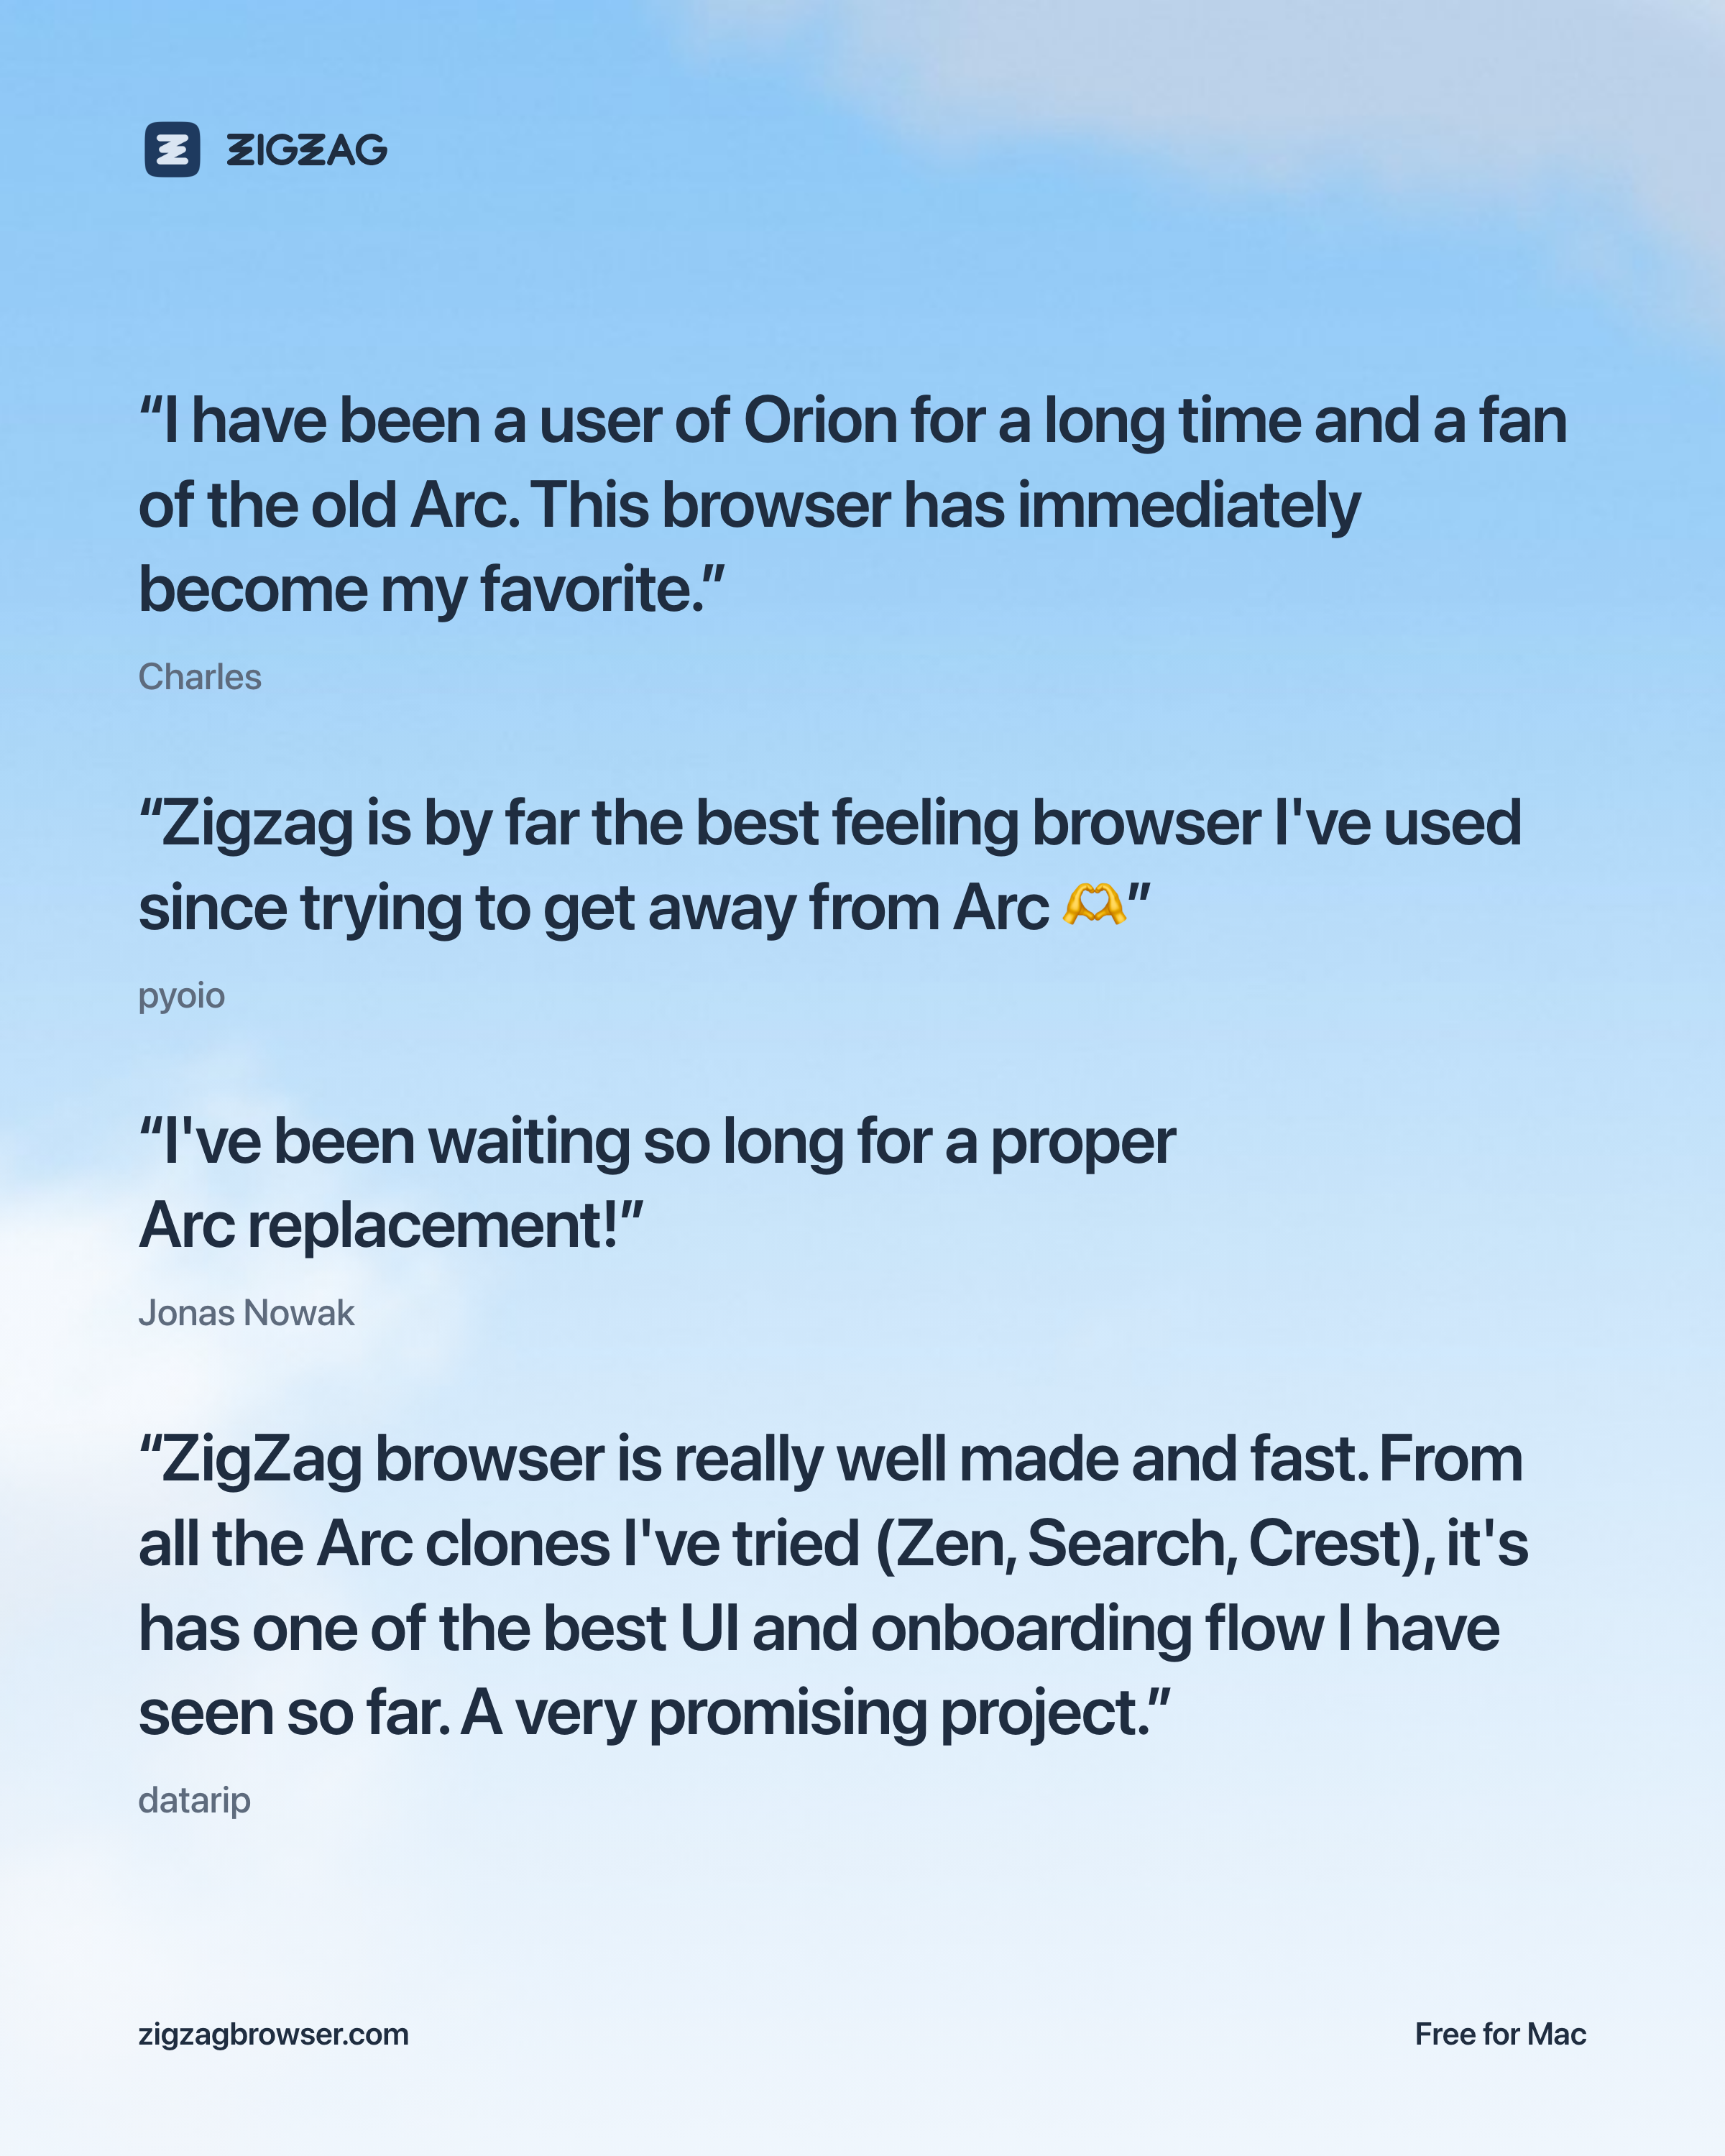 Z ZIGZAG
“I have been a user of Orion for a long time and a fan
of the old Arc. This browser has immediately
become my favorite.”
Charles
“Zigzag is by far the best feeling browser I've used
since trying to get away from Arc 🫶”
pyoio
“I've been waiting so long for a proper
Arc replacement!”
Jonas Nowak
“ZigZag browser is really well made and fast. From
all the Arc clones I've tried (Zen, Search, Crest), it's
has one of the best UI and onboarding flow I have
seen so far. A very promising project.”
datarip
zigzagbrowser.com
Free for Mac